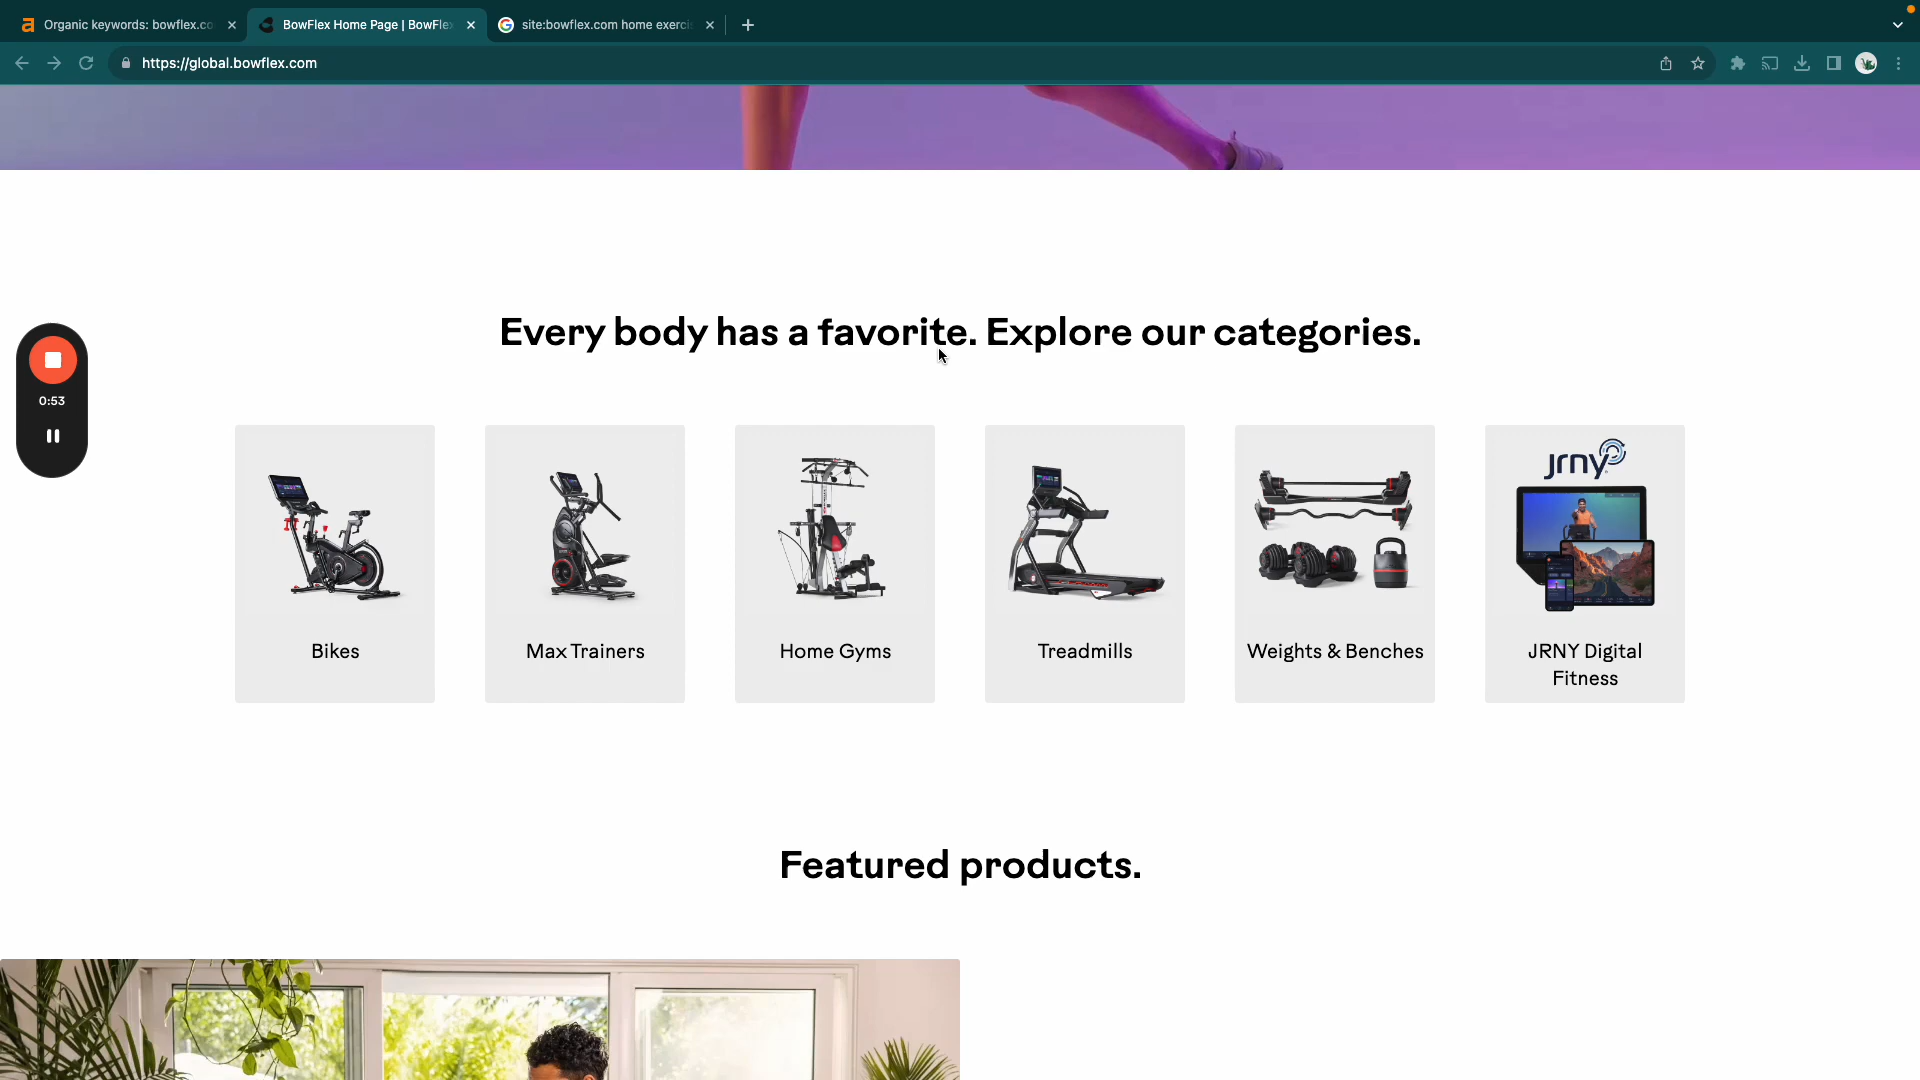 Organic keywords: bowflex.co
BowFlex Home Page | BowFle
site:bowflex.com home exerci
https://global.bowflex.com
Every body has a favorite. Explore our categories.
0:53
jrny
Bikes
Max Trainers
Home Gyms
Treadmills
Weights & Benches
JRNY Digital
Fitness
Featured products.